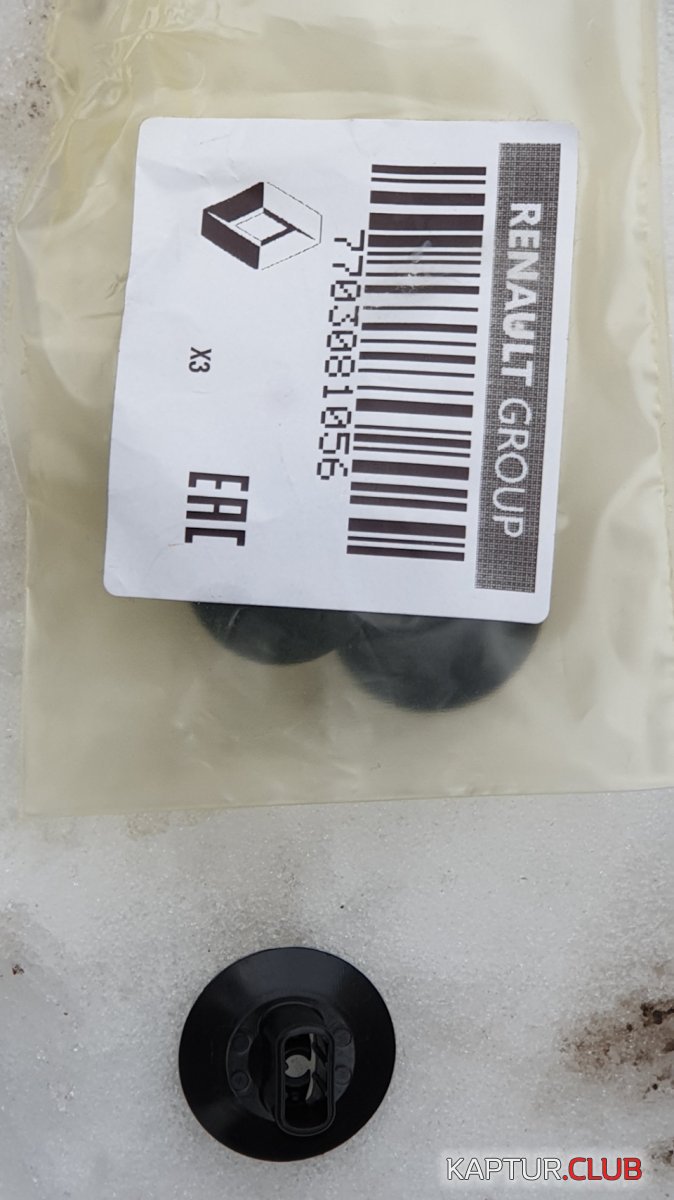 RENAULT GROUP
7703081056
X3
EAC
KAPTUR.CLUB